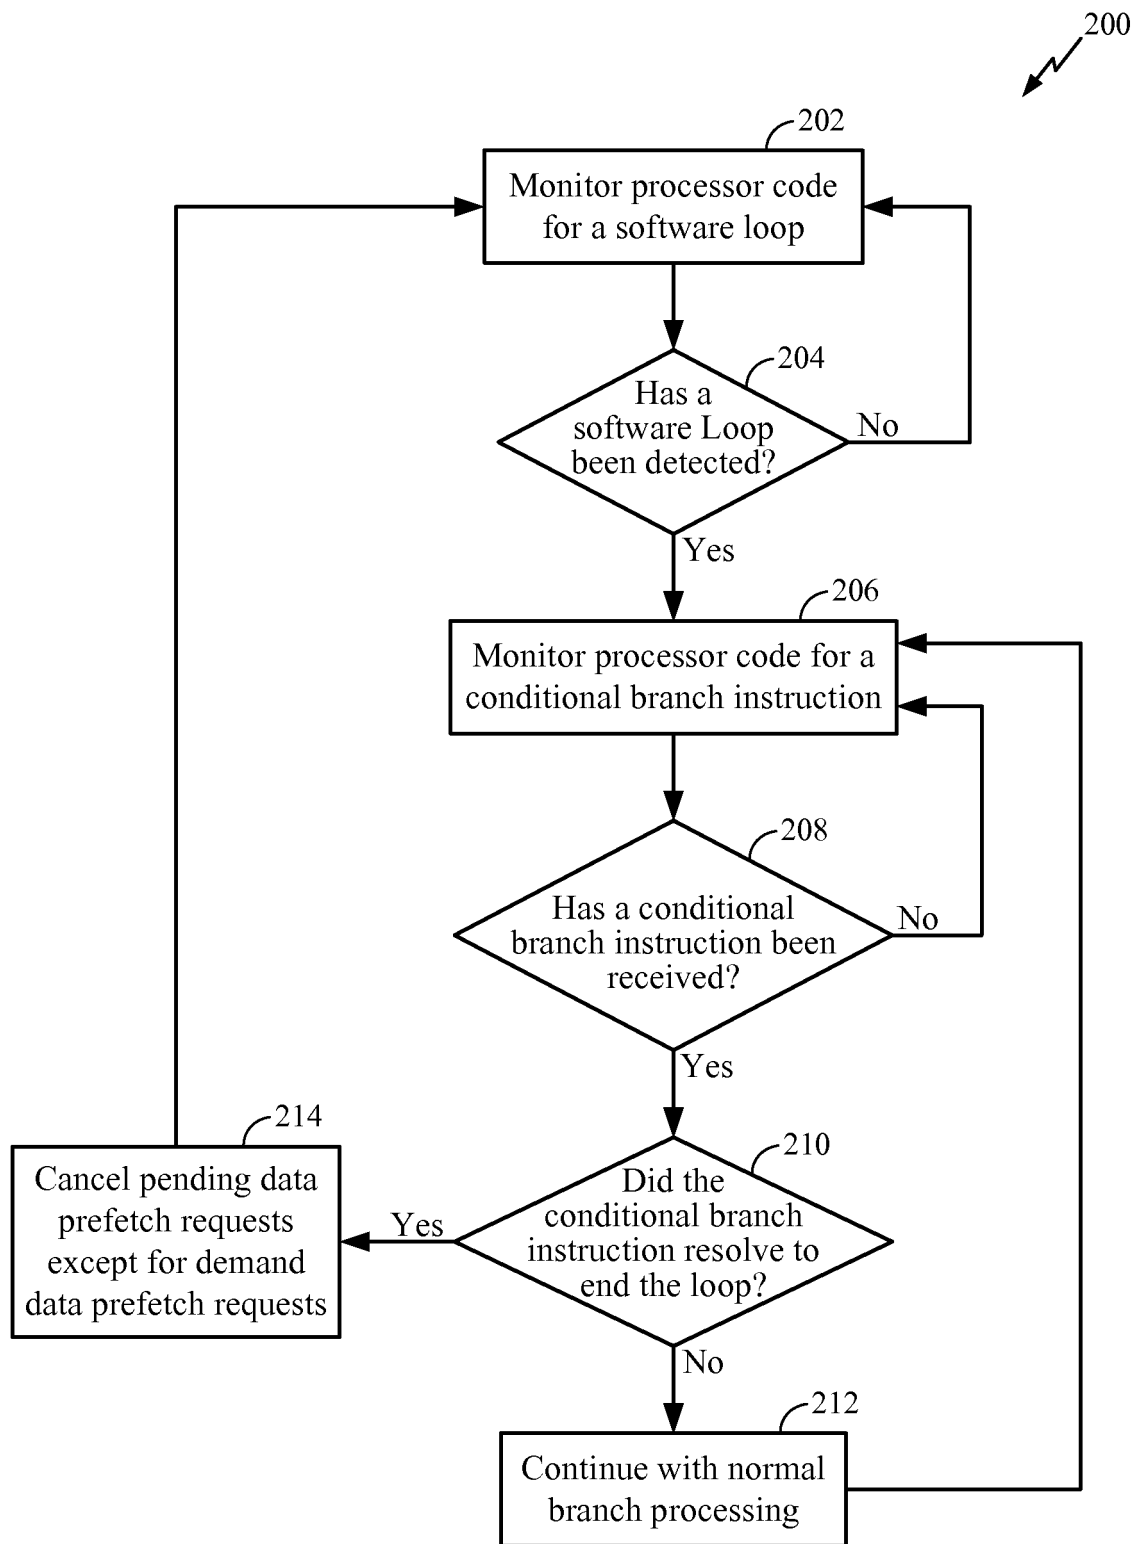 200
202
Monitor processor code
for a software loop
204
Has a
software Loop
been detected?
No
Yes
206
Monitor processor code for a
conditional branch instruction
208
Has a conditional
branch instruction been
received?
No
Yes
210
Did the
conditional branch
instruction resolve to
end the loop?
Yes
214
Cancel pending data
prefetch requests
except for demand
data prefetch requests
No
212
Continue with normal
branch processing